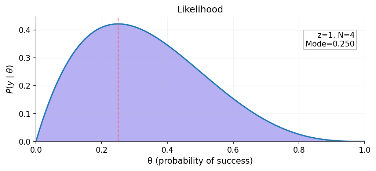 Likelihood
z=1, N=4
Mode=0.250
P(y | θ)
0.4
0.3
0.2
0.1
0.0
0.0 0.2 0.4 0.6 0.8 1.0
θ (probability of success)